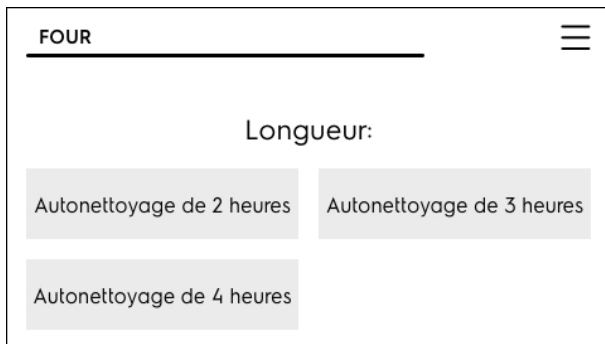 FOUR
Longueur:
Autonettoyage de 2 heures
Autonettoyage de 3 heures
Autonettoyage de 4 heures